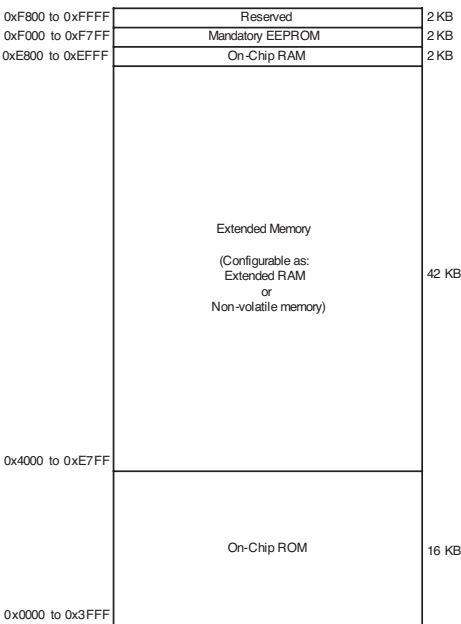 0xF800 to 0xFFFF Reserved 2 KB
0xF000 to 0xF7FF Mandatory EEPROM 2 KB
0xE800 to 0xEFFF On-Chip RAM 2 KB
Extended Memory
(Configurable as:
Extended RAM
or
Non-volatile memory)
42 KB
0x4000 to 0xE7FF
On-Chip ROM 16 KB
0x0000 to 0x3FFF